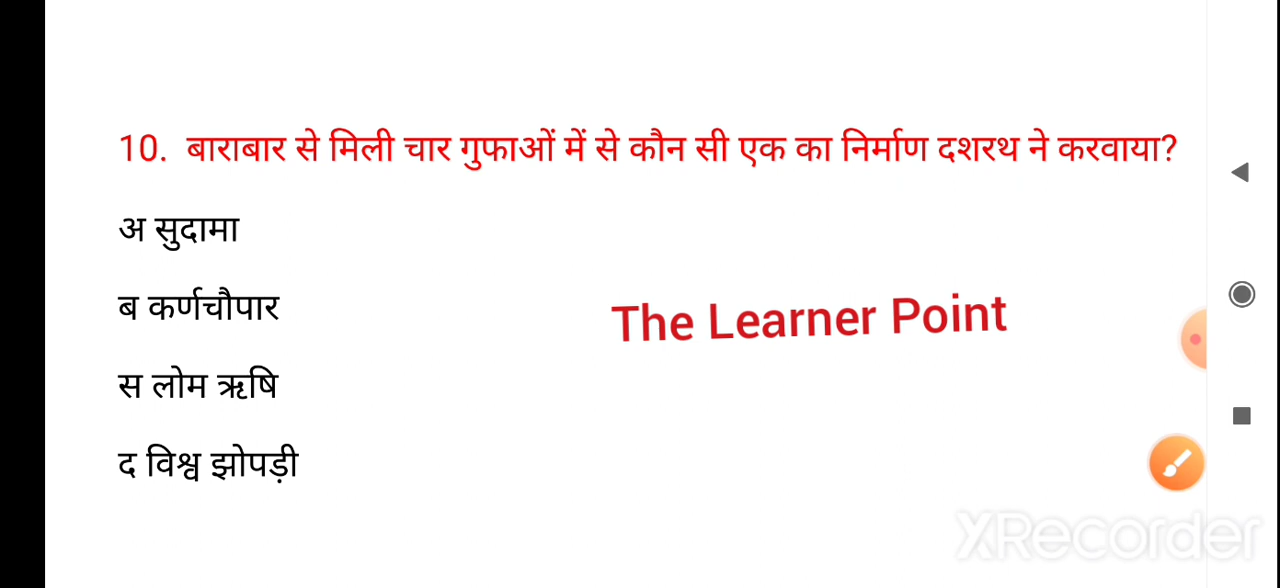 10. बाराबार से मिली चार गुफाओं में से कौन सी एक का निर्माण दशरथ ने करवाया?
अ सुदामा
ब कर्णचौपार
The Learner Point
स लोम ऋषि
द विश्व झोपड़ी
XRecorder